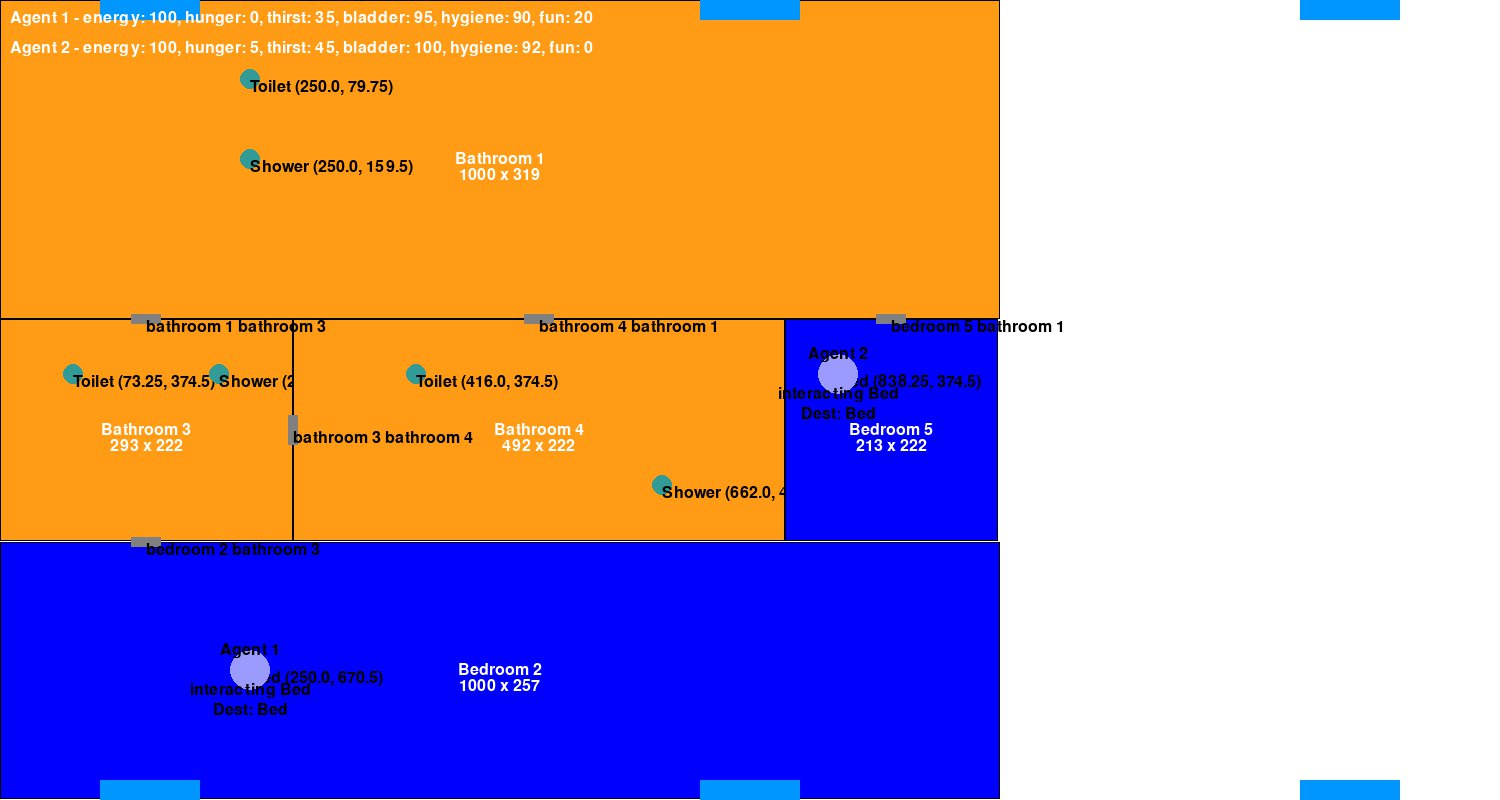 Agent 1 - energy: 100, hunger: 0, thirst: 35, bladder: 95, hygiene: 90, fun: 20
Agent 2 - energy: 100, hunger: 5, thirst: 45, bladder: 100, hygiene: 92, fun: 0
Toilet (250.0, 79.75)
Shower (250.0, 159.5)
Bathroom 1
1000 x 319
bathroom 1 bathroom 3
bathroom 4 bathroom 1
bedroom 5 bathroom 1
Agent 2
Toilet (73.25, 374.5)
Shower (2
Toilet (416.0, 374.5)
d (838.25, 374.5)
interacting Bed
Dest: Bed
Bathroom 3
293 x 222
bathroom 3 bathroom 4
Bathroom 4
492 x 222
Bedroom 5
213 x 222
Shower (662.0, 4
bedroom 2 bathroom 3
Agent 1
d (250.0, 670.5)
interacting Bed
Dest: Bed
Bedroom 2
1000 x 257